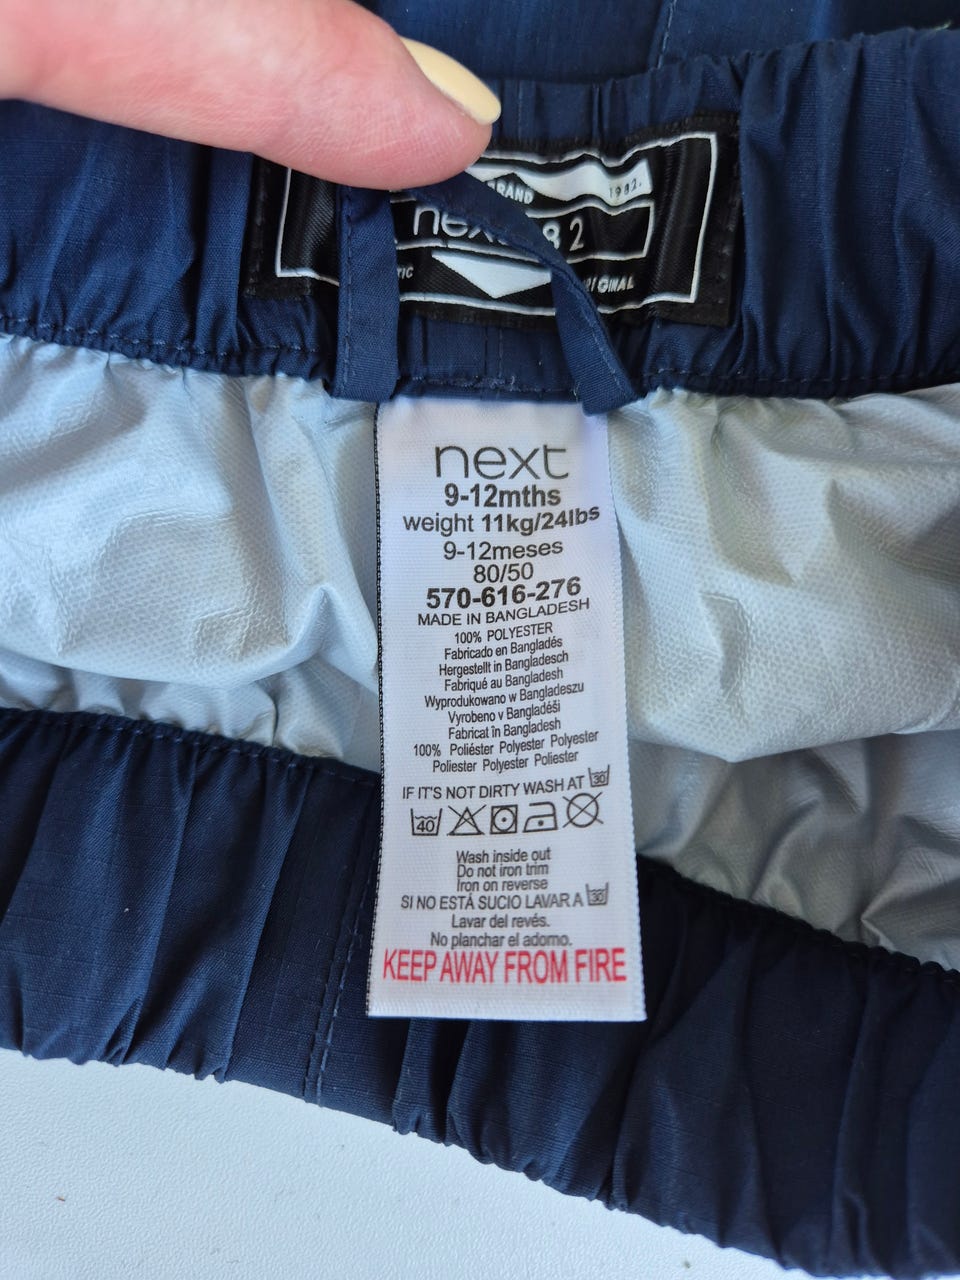 BRAND 1982.
next 82
next
9-12mths
weight 11kg/24lbs
9-12meses
80/50
570-616-276
MADE IN BANGLADESH
100% POLYESTER
Fabricado en Bangladés
Hergestellt in Bangladesch
Fabriqué au Bangladesh
Wyprodukowano w Bangladeszu
Vyrobeno v Bangladéši
Fabricat în Bangladesh
100% Poliéster Polyester Polyester
Poliester Polyester Poliester
IF IT'S NOT DIRTY WASH AT 30
40
Wash inside out
Do not iron trim
Iron on reverse
SI NO ESTÁ SUCIO LAVAR A 30
Lavar del revés.
No planchar el adorno.
KEEP AWAY FROM FIRE